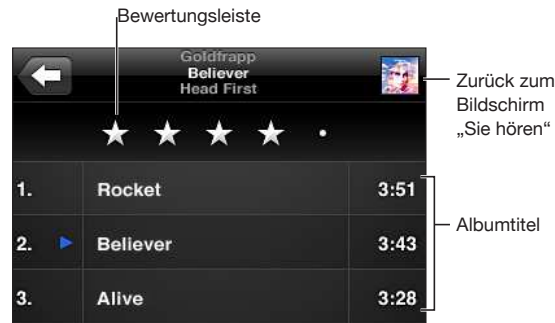 Bewertungsleiste
Goldfrapp
Believer
Head First
Zurück zum
Bildschirm
„Sie hören“
1. Rocket 3:51
2. Believer 3:43
3. Alive 3:28
Albumtitel